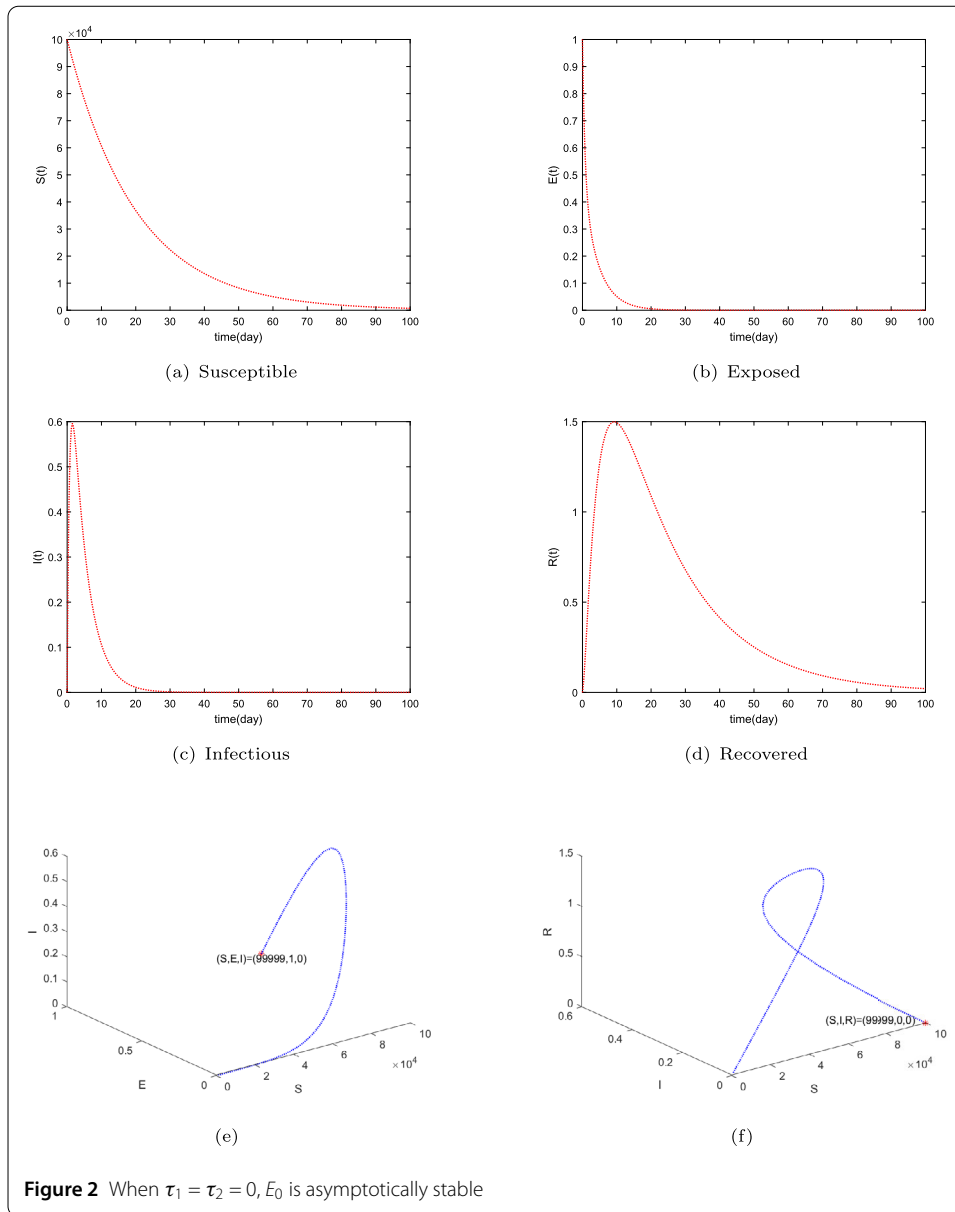 ×10⁴
10
9
8
7
6
5
4
3
2
1
0
S(t)
0 10 20 30 40 50 60 70 80 90 100
time(day)
(a) Susceptible
1
0.9
0.8
0.7
0.6
0.5
0.4
0.3
0.2
0.1
0
E(t)
0 10 20 30 40 50 60 70 80 90 100
time(day)
(b) Exposed
0.6
0.5
0.4
0.3
0.2
0.1
0
I(t)
0 10 20 30 40 50 60 70 80 90 100
time(day)
(c) Infectious
1.5
1
0.5
0
R(t)
0 10 20 30 40 50 60 70 80 90 100
time(day)
(d) Recovered
0.6
0.5
0.4
0.3
0.2
0.1
0
I
(S,E,I)=(99999,1,0)
1
0.5
0
E
0 2 4 6 8 10
×10⁴
S
(e)
1.5
1
0.5
0
R
(S,I,R)=(99999,0,0)
0.6
0.4
0.2
0
I
0 2 4 6 8 10
×10⁴
S
(f)
Figure 2 When τ₁ = τ₂ = 0, E₀ is asymptotically stable